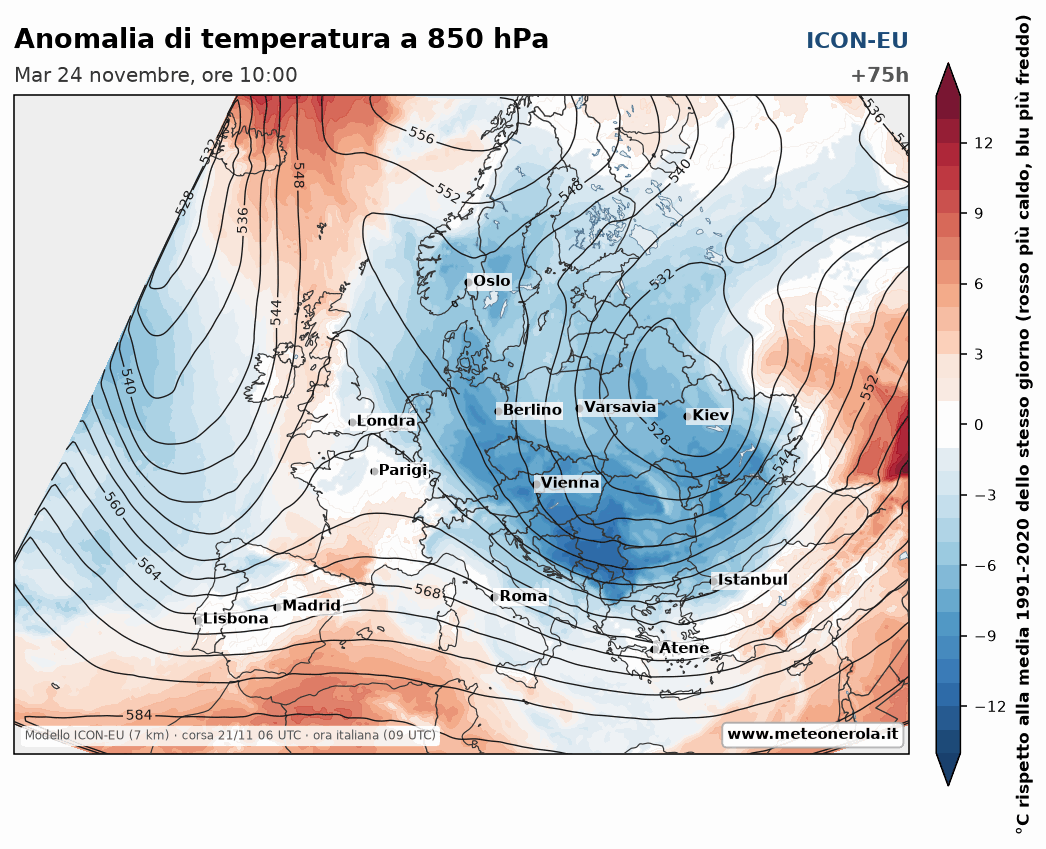 Anomalia di temperatura a 850 hPa
ICON-EU
Mar 24 novembre, ore 10:00
+75h
536
556
532
548
540
552
548
528
536
532
544
540
552
Oslo
Berlino
Varsavia
Kiev
Londra
528
544
Parigi
Vienna
560
564
568
Istanbul
Roma
Madrid
Lisbona
Atene
584
Modello ICON-EU (7 km) · corsa 21/11 06 UTC · ora italiana (09 UTC)
www.meteonerola.it
12
9
6
3
0
−3
−6
−9
−12
°C rispetto alla media 1991-2020 dello stesso giorno (rosso più caldo, blu più freddo)